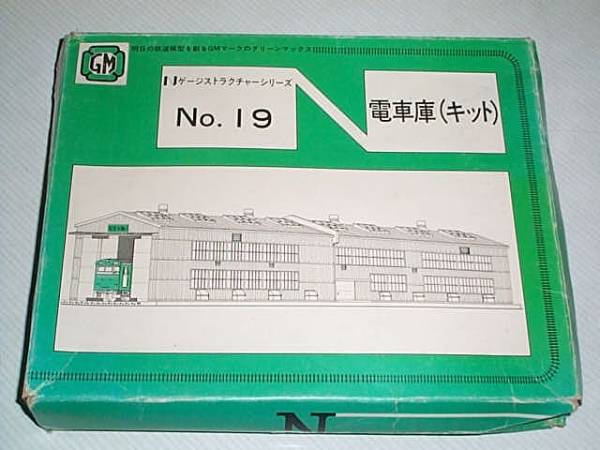 GM
明日の鉄道模型を創るGMマークのグリーンマックス
Nゲージストラクチャーシリーズ
No. 19
電車庫(キット)
N